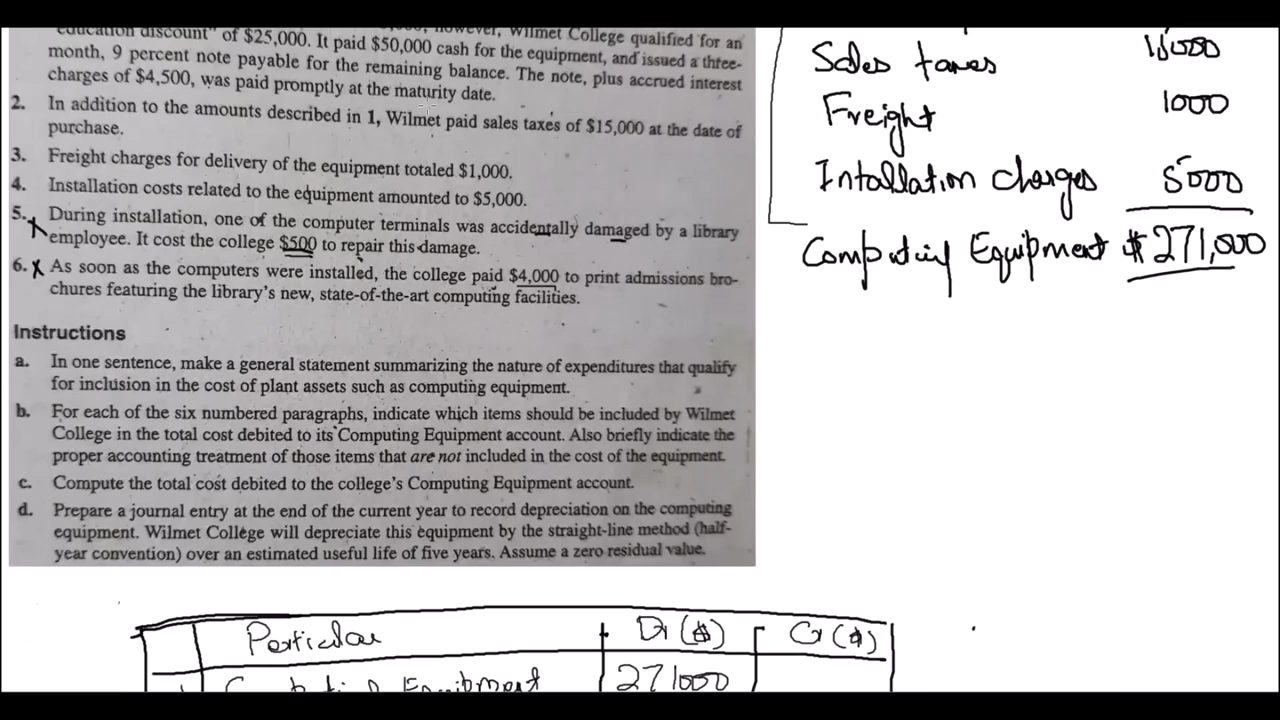 education discount" of $25,000. It paid $50,000 cash for the equipment, and issued a three-
however, Wilmet College qualified for an
month, 9 percent note payable for the remaining balance. The note, plus accrued interest
charges of $4,500, was paid promptly at the maturity date.
2. In addition to the amounts described in 1, Wilmet paid sales taxes of $15,000 at the date of
purchase.
3. Freight charges for delivery of the equipment totaled $1,000.
4. Installation costs related to the equipment amounted to $5,000.
5. During installation, one of the computer terminals was accidentally damaged by a library
employee. It cost the college $500 to repair this damage.
6. X As soon as the computers were installed, the college paid $4,000 to print admissions bro-
chures featuring the library's new, state-of-the-art computing facilities.
Instructions
a. In one sentence, make a general statement summarizing the nature of expenditures that qualify
for inclusion in the cost of plant assets such as computing equipment.
b. For each of the six numbered paragraphs, indicate which items should be included by Wilmet
College in the total cost debited to its Computing Equipment account. Also briefly indicate the
proper accounting treatment of those items that are not included in the cost of the equipment.
c. Compute the total cost debited to the college's Computing Equipment account.
d. Prepare a journal entry at the end of the current year to record depreciation on the computing
equipment. Wilmet College will depreciate this equipment by the straight-line method (half-
year convention) over an estimated useful life of five years. Assume a zero residual value.
Sales taxes
Freight 1000
Intallation charges 5000
Computing Equipment $271,000
Perticular Dr ($) Cr ($)
Equipment 271000